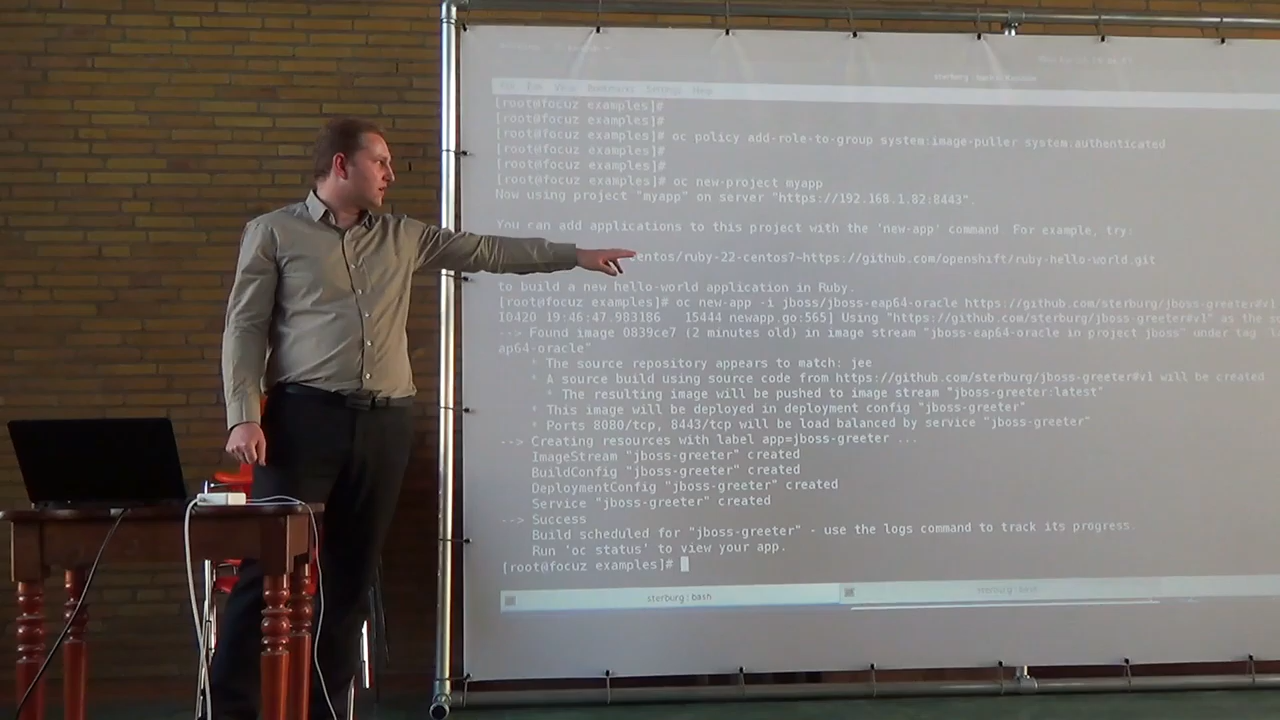 File Edit View Bookmarks Settings Help
[root@focuz examples]#
[root@focuz examples]#
[root@focuz examples]# oc policy add-role-to-group system:image-puller system:authenticated
[root@focuz examples]#
[root@focuz examples]#
[root@focuz examples]# oc new-project myapp
Now using project "myapp" on server "https://192.168.1.82:8443".
You can add applications to this project with the 'new-app' command. For example, try:
centos/ruby-22-centos7~https://github.com/openshift/ruby-hello-world.git
to build a new hello-world application in Ruby.
[root@focuz examples]# oc new-app -i jboss/jboss-eap64-oracle https://github.com/sterburg/jboss-greeter#v1
I0420 19:46:47.983186 15444 newapp.go:565] Using "https://github.com/sterburg/jboss-greeter#v1" as the
--> Found image 0839ce7 (2 minutes old) in image stream "jboss-eap64-oracle in project jboss" under tag
ap64-oracle"
* The source repository appears to match: jee
* A source build using source code from https://github.com/sterburg/jboss-greeter#v1 will be created
* The resulting image will be pushed to image stream "jboss-greeter:latest"
* This image will be deployed in deployment config "jboss-greeter"
* Ports 8080/tcp, 8443/tcp will be load balanced by service "jboss-greeter"
--> Creating resources with label app=jboss-greeter ...
ImageStream "jboss-greeter" created
BuildConfig "jboss-greeter" created
DeploymentConfig "jboss-greeter" created
Service "jboss-greeter" created
--> Success
Build scheduled for "jboss-greeter" - use the logs command to track its progress.
Run 'oc status' to view your app.
[root@focuz examples]#
sterburg : bash sterburg : bash